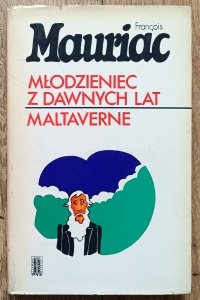 François
Mauriac
MŁODZIENIEC
Z DAWNYCH LAT
MALTAVERNE